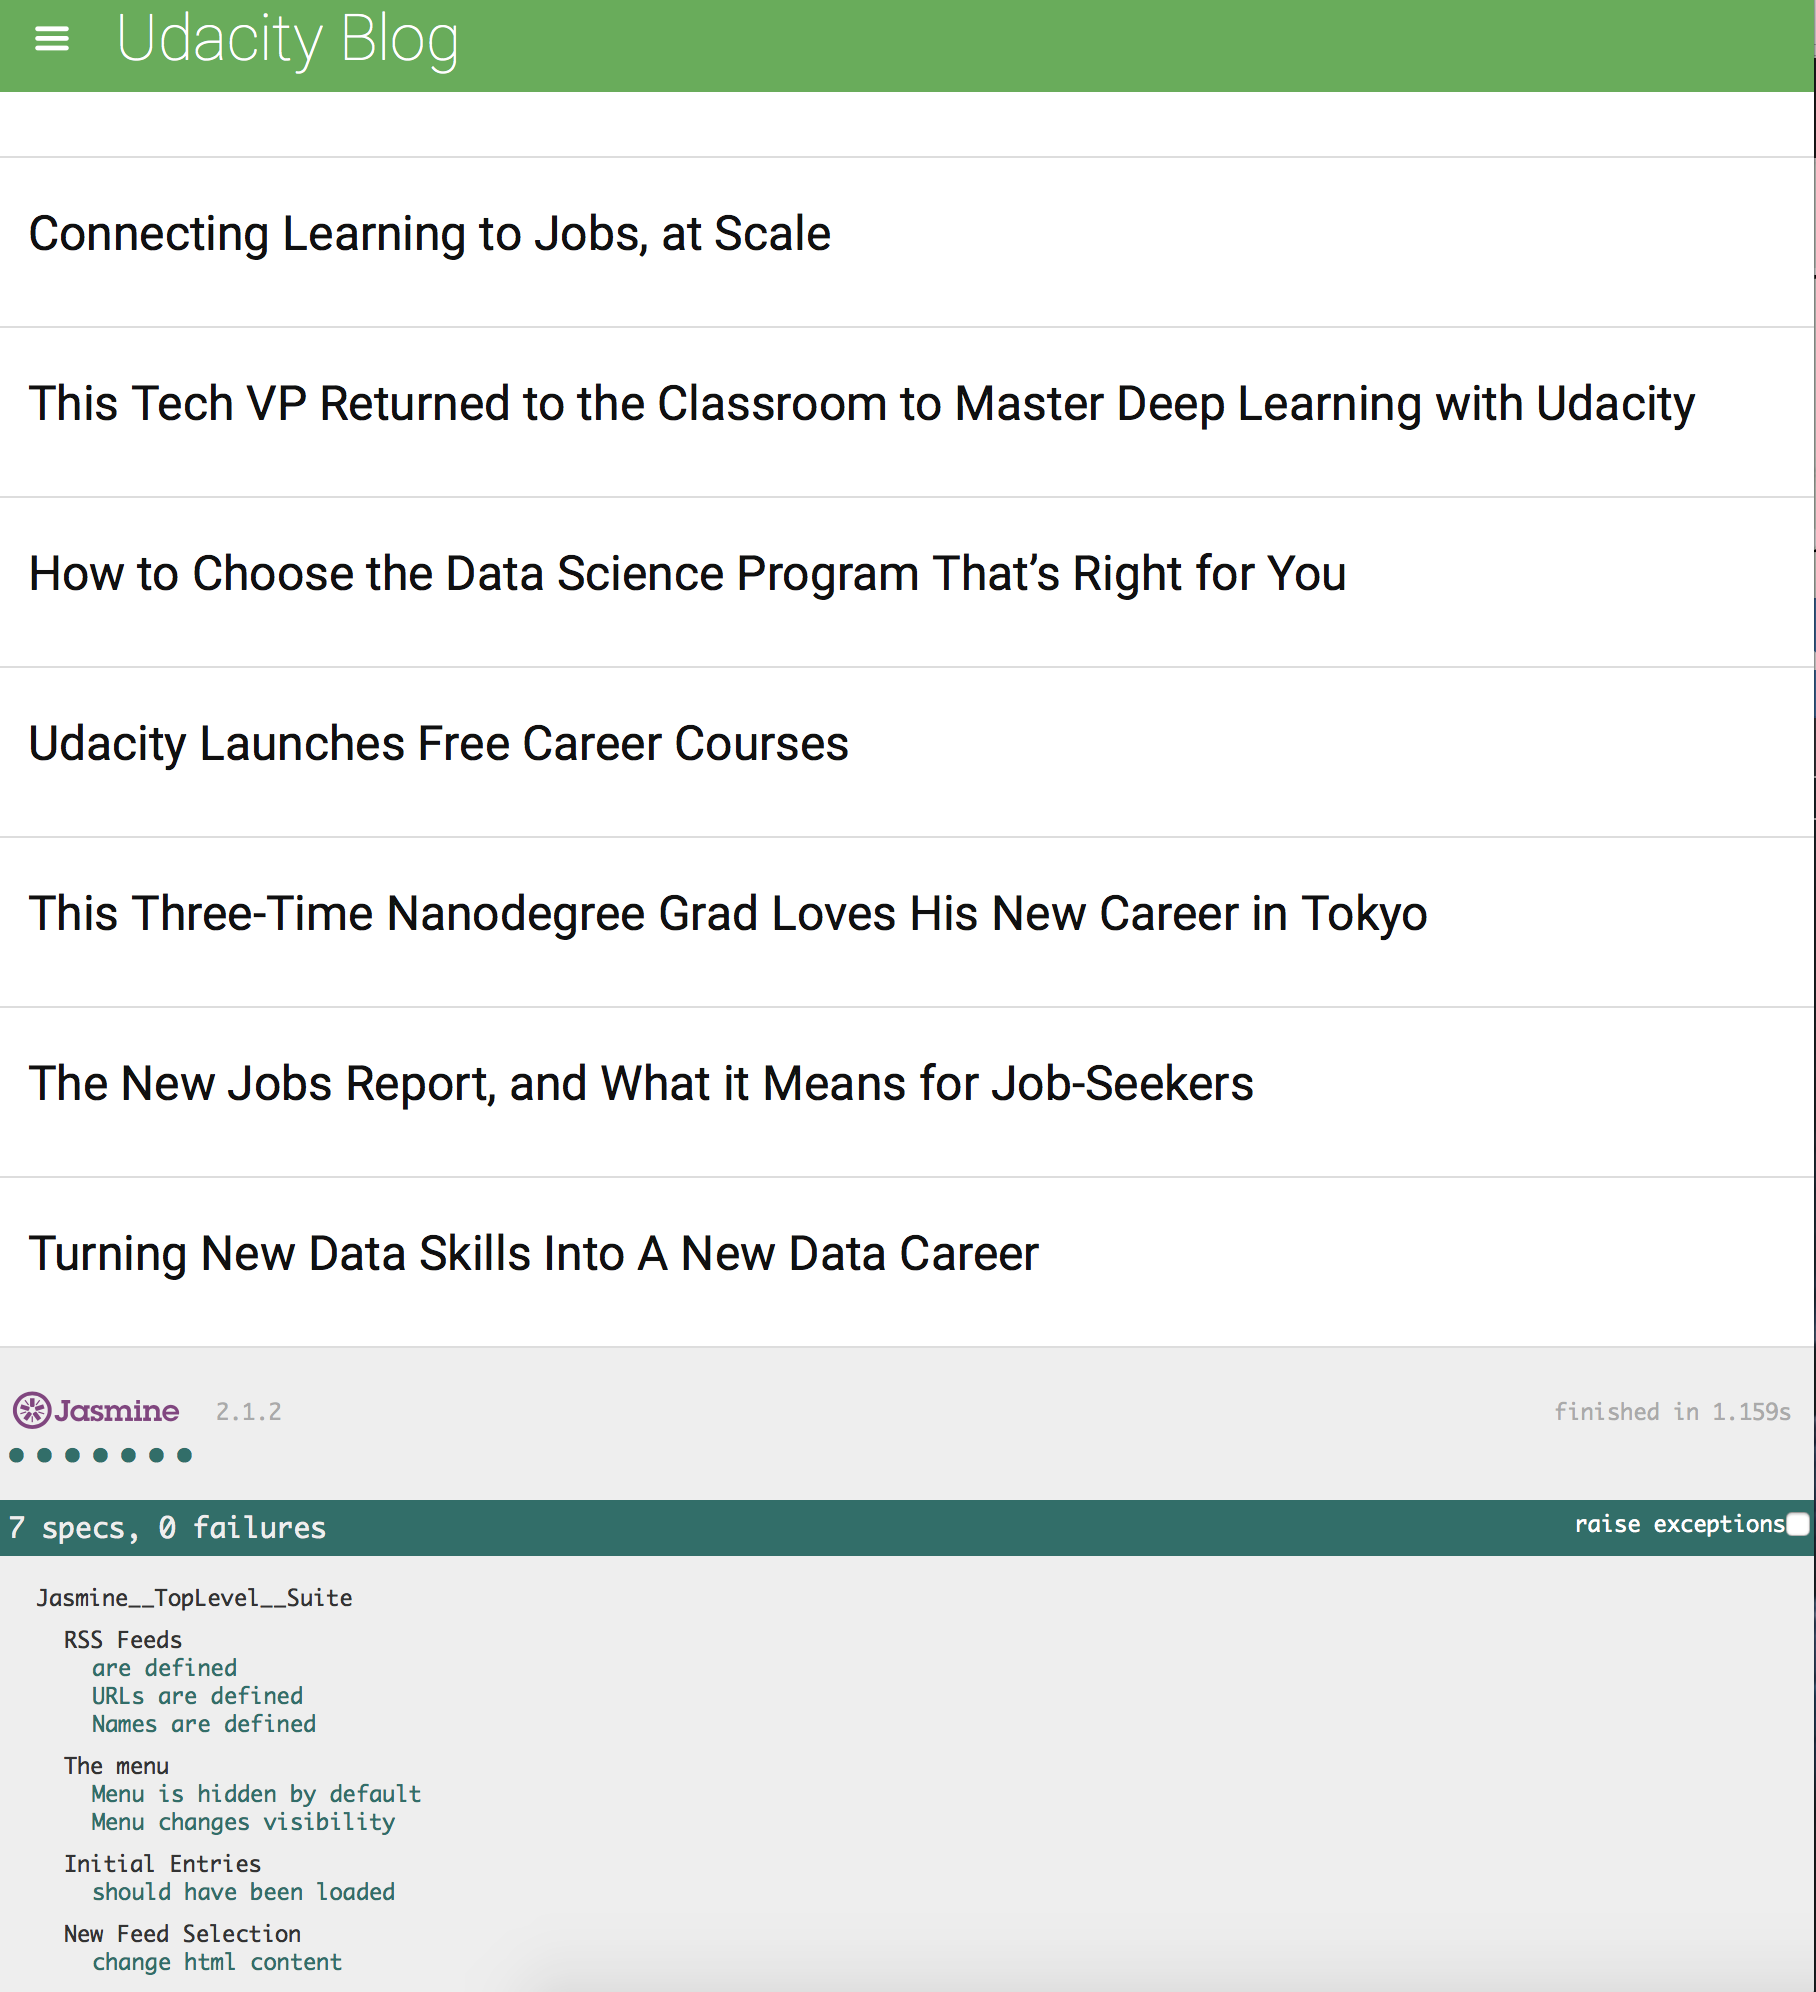 Udacity Blog
Connecting Learning to Jobs, at Scale
This Tech VP Returned to the Classroom to Master Deep Learning with Udacity
How to Choose the Data Science Program That’s Right for You
Udacity Launches Free Career Courses
This Three-Time Nanodegree Grad Loves His New Career in Tokyo
The New Jobs Report, and What it Means for Job-Seekers
Turning New Data Skills Into A New Data Career
Jasmine 2.1.2 finished in 1.159s
7 specs, 0 failures raise exceptions
Jasmine__TopLevel__Suite
RSS Feeds
are defined
URLs are defined
Names are defined
The menu
Menu is hidden by default
Menu changes visibility
Initial Entries
should have been loaded
New Feed Selection
change html content